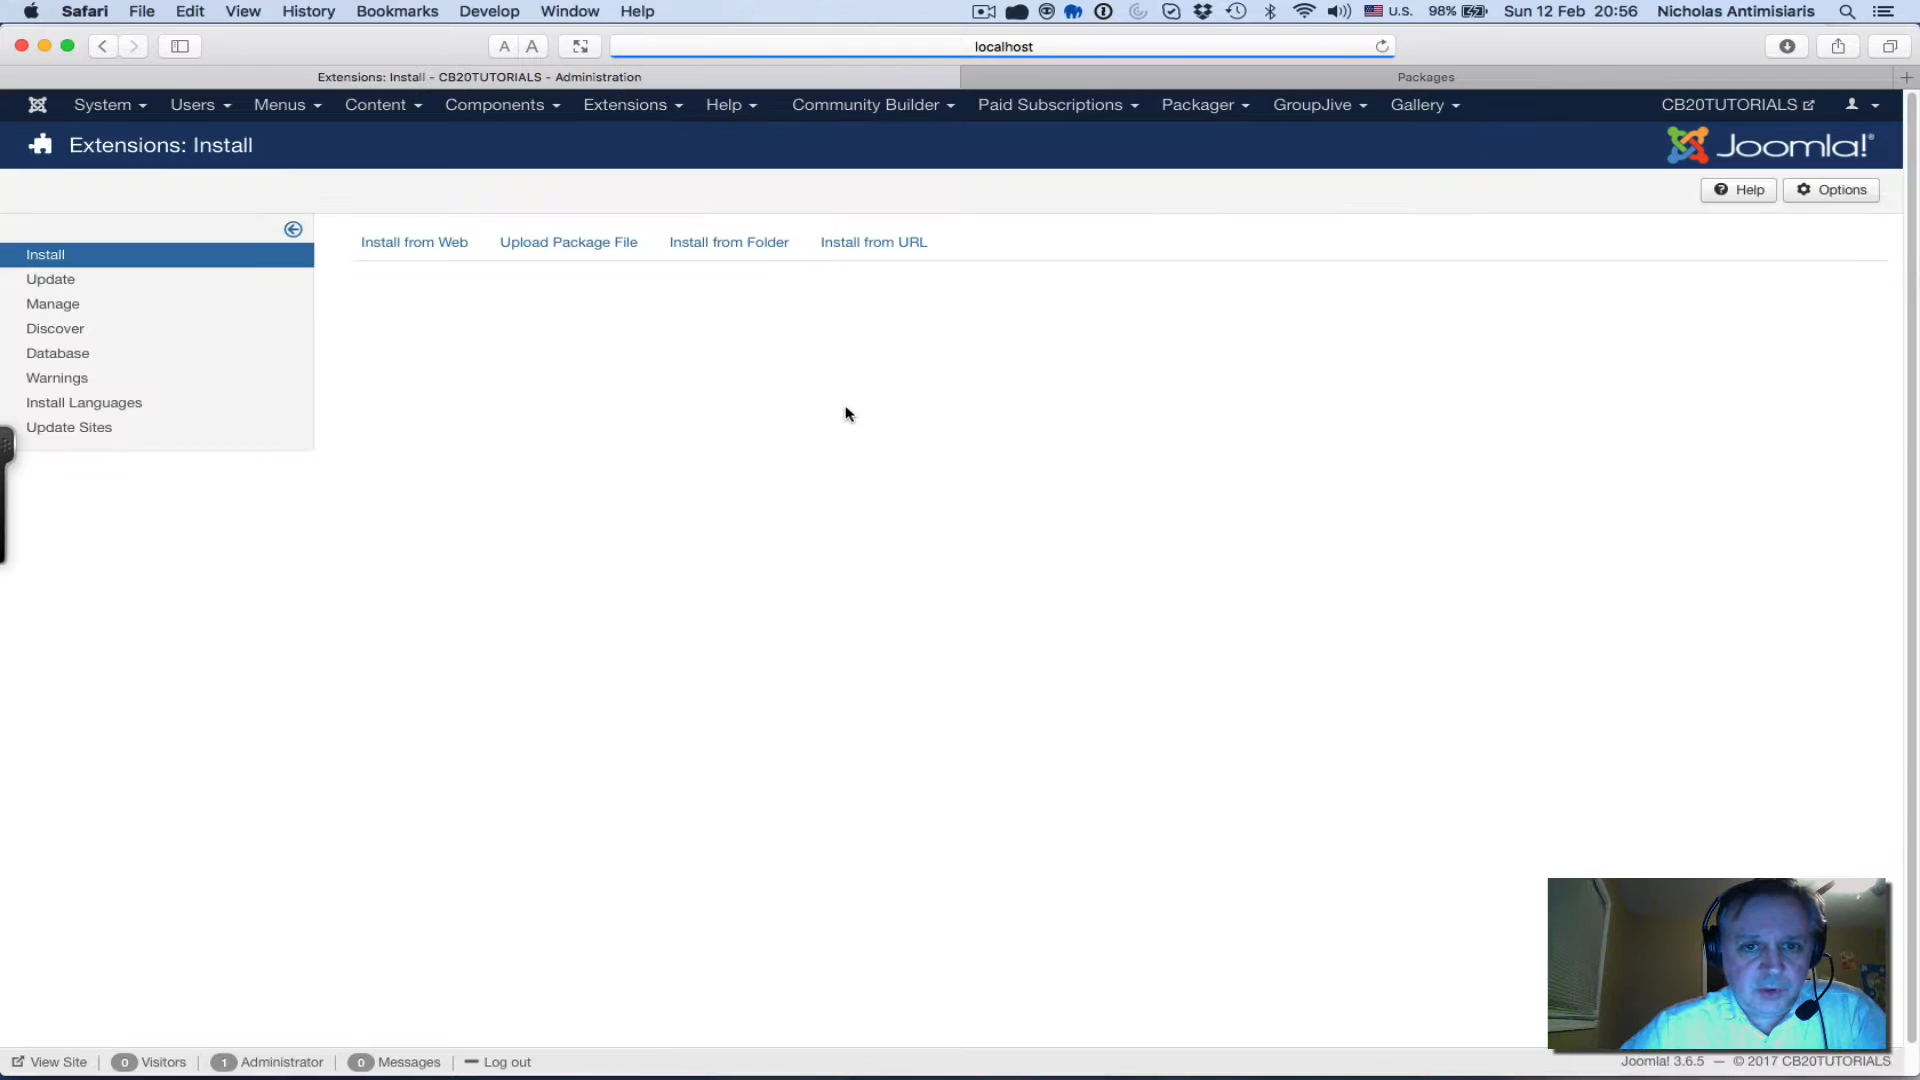 Safari File Edit View History Bookmarks Develop Window Help U.S. 98% Sun 12 Feb 20:56 Nicholas Antimisiaris
A A localhost
Extensions: Install - CB20TUTORIALS - Administration Packages
System Users Menus Content Components Extensions Help Community Builder Paid Subscriptions Packager GroupJive Gallery CB20TUTORIALS
Extensions: Install Joomla!®
Help Options
Install from Web Upload Package File Install from Folder Install from URL
Install
Update
Manage
Discover
Database
Warnings
Install Languages
Update Sites
View Site 0 Visitors 1 Administrator 0 Messages Log out Joomla! 3.6.5 — © 2017 CB20TUTORIALS